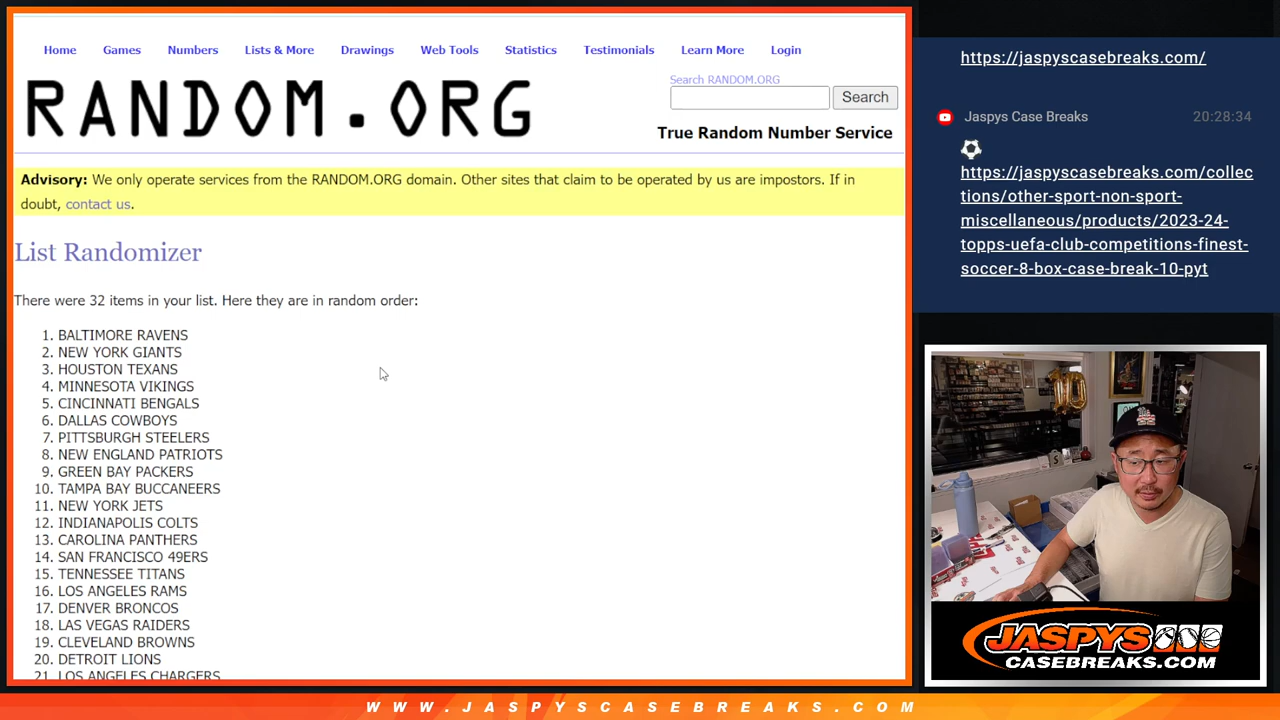 Home Games Numbers Lists & More Drawings Web Tools Statistics Testimonials Learn More Login
RANDOM.ORG
Search RANDOM.ORG
Search
True Random Number Service
Advisory: We only operate services from the RANDOM.ORG domain. Other sites that claim to be operated by us are impostors. If in
doubt, contact us.
List Randomizer
There were 32 items in your list. Here they are in random order:
1. BALTIMORE RAVENS
2. NEW YORK GIANTS
3. HOUSTON TEXANS
4. MINNESOTA VIKINGS
5. CINCINNATI BENGALS
6. DALLAS COWBOYS
7. PITTSBURGH STEELERS
8. NEW ENGLAND PATRIOTS
9. GREEN BAY PACKERS
10. TAMPA BAY BUCCANEERS
11. NEW YORK JETS
12. INDIANAPOLIS COLTS
13. CAROLINA PANTHERS
14. SAN FRANCISCO 49ERS
15. TENNESSEE TITANS
16. LOS ANGELES RAMS
17. DENVER BRONCOS
18. LAS VEGAS RAIDERS
19. CLEVELAND BROWNS
20. DETROIT LIONS
21. LOS ANGELES CHARGERS
https://jaspyscasebreaks.com/
Jaspys Case Breaks 20:28:34
https://jaspyscasebreaks.com/collec
tions/other-sport-non-sport-
miscellaneous/products/2023-24-
topps-uefa-club-competitions-finest-
soccer-8-box-case-break-10-pyt
10
JASPYS
CASEBREAKS.COM
WWW.JASPYSCASEBREAKS.COM